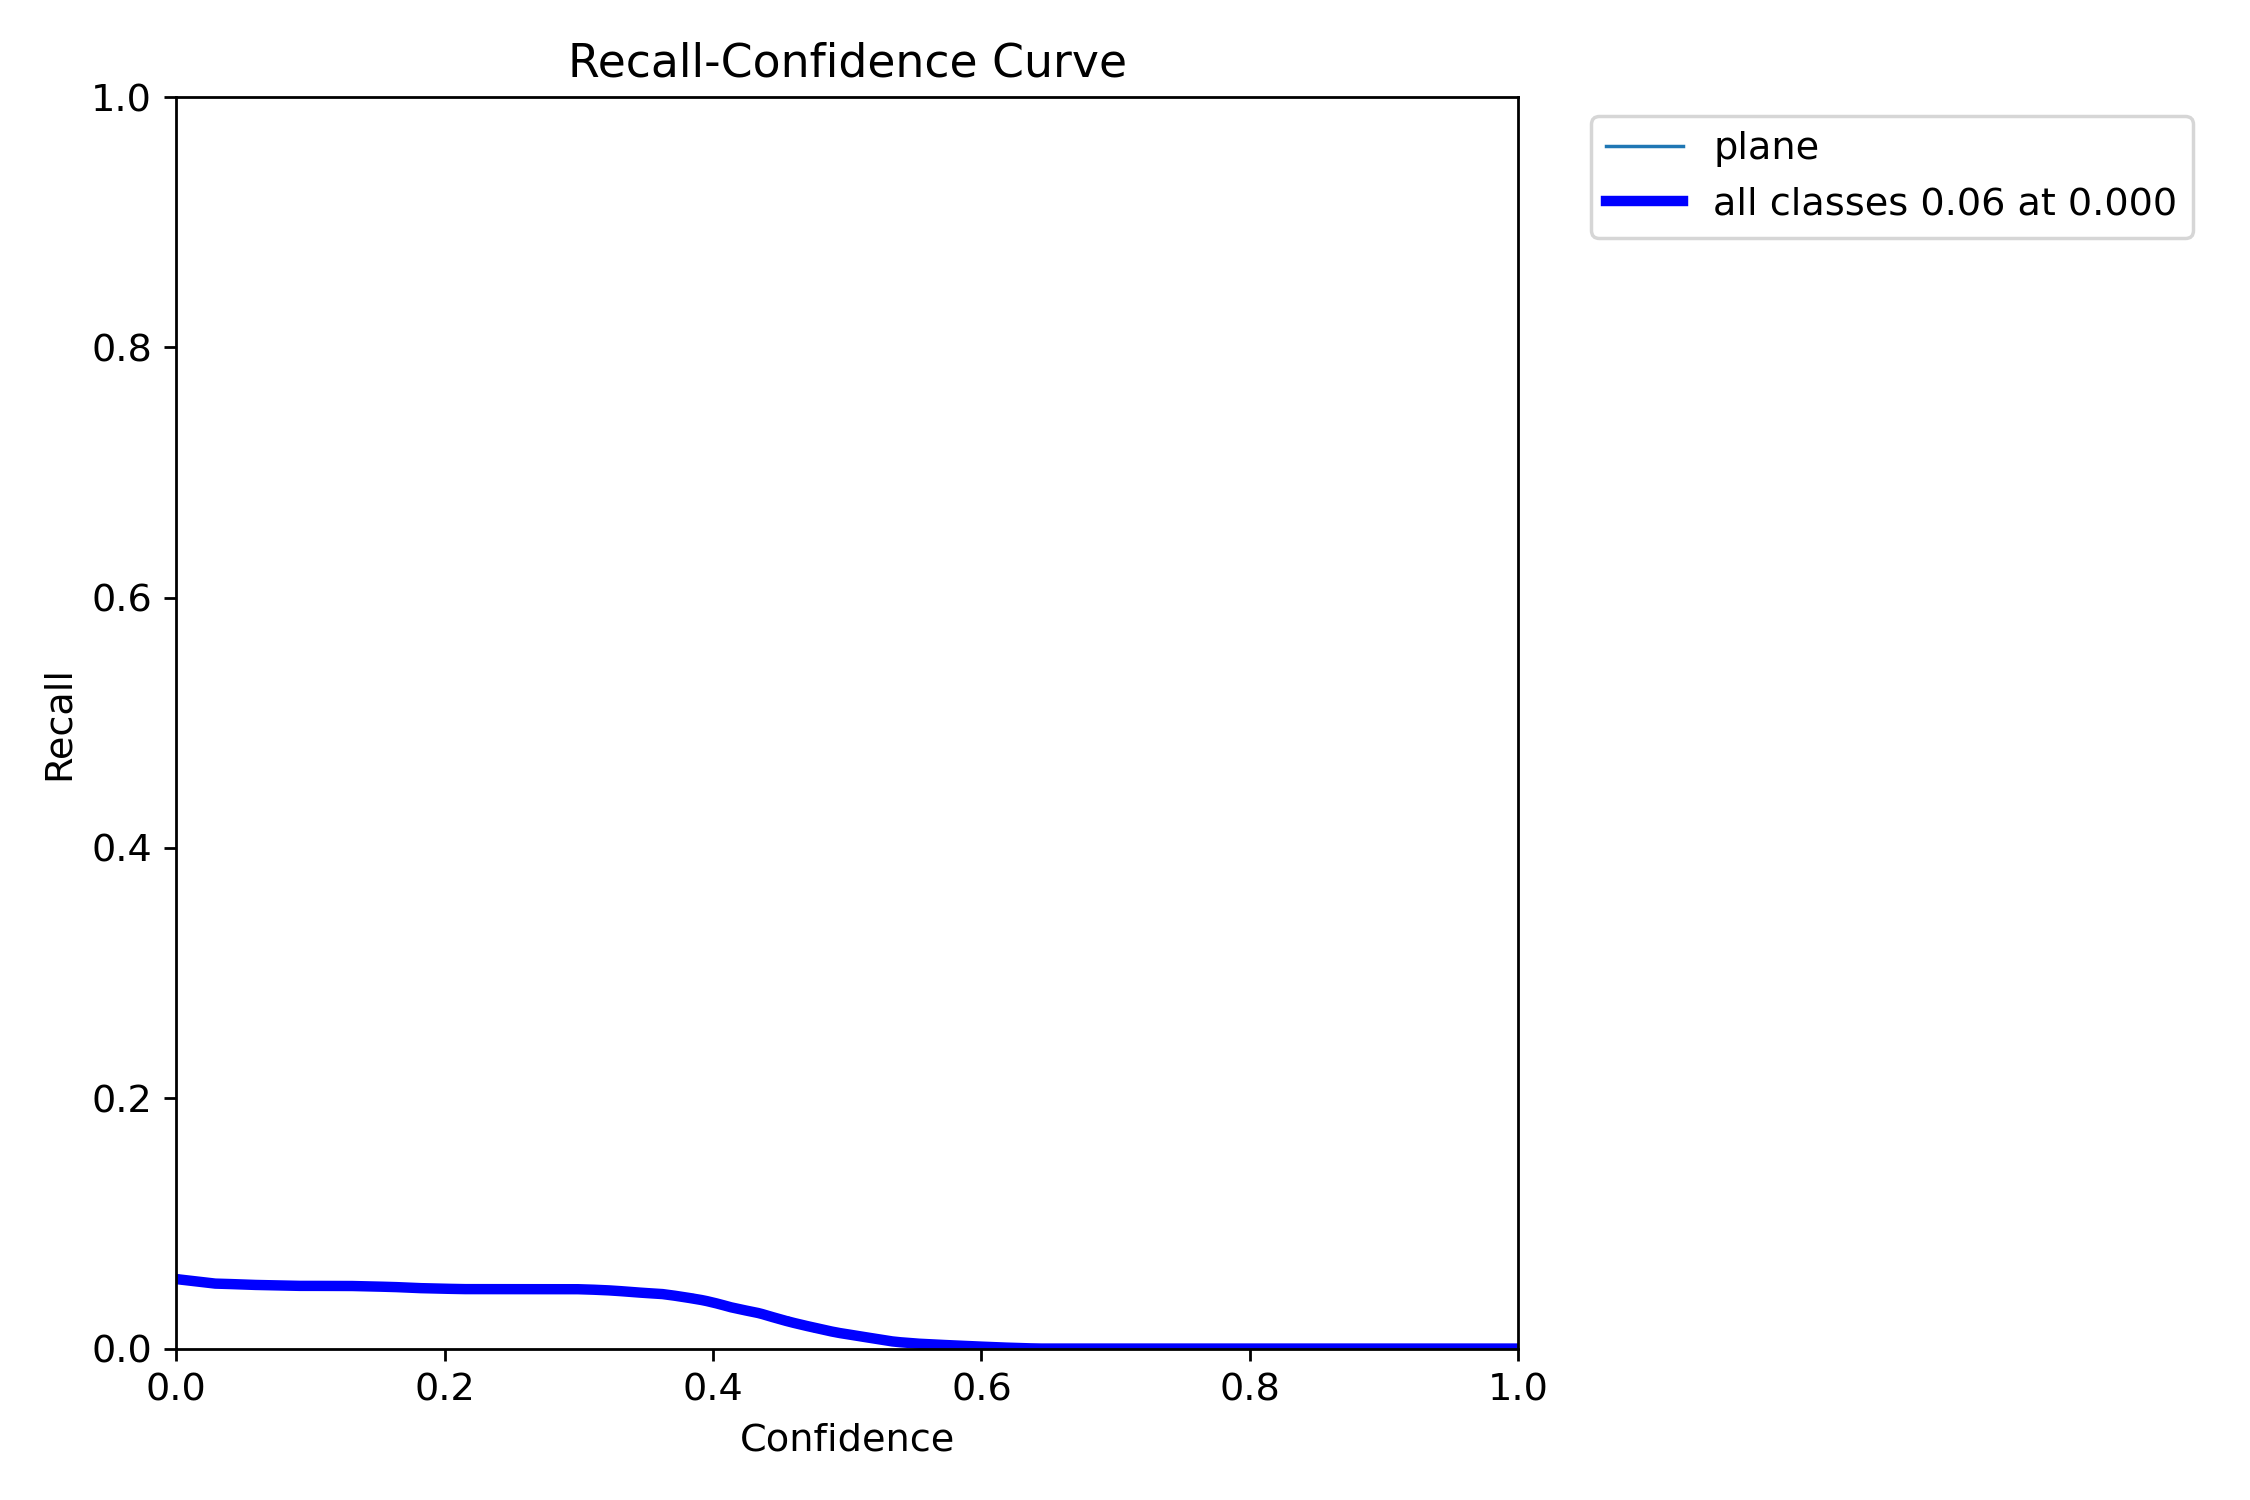 Recall-Confidence Curve
1.0
0.8
0.6
0.4
0.2
0.0
Recall
0.0 0.2 0.4 0.6 0.8 1.0
Confidence
plane
all classes 0.06 at 0.000